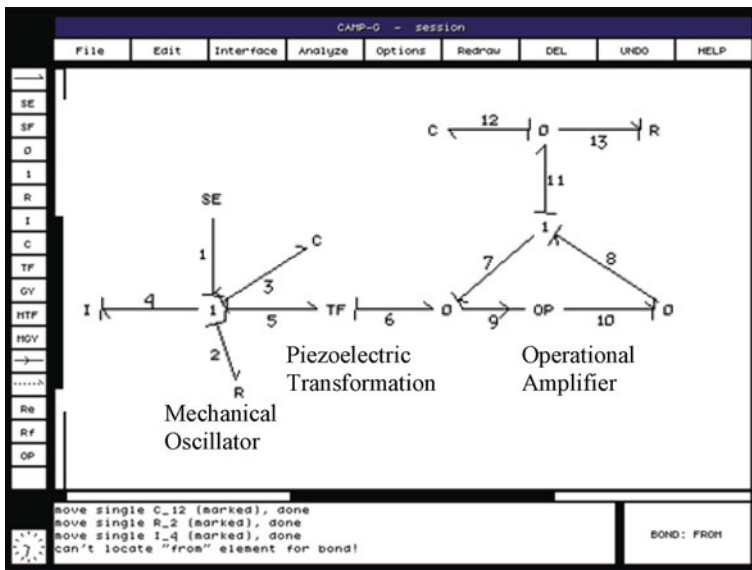 CAMP-G - session
File Edit Interface Analyze Options Redraw DEL UNDO HELP
SE
SF
0
1
R
I
C
TF
GY
MTF
MGY
Re
Rf
OP
C 12 0 13 R
11
SE
1
7 8
1 C
3
I 4 1 5 TF 6 0 9 OP 10 0
2
R
Piezoelectric
Transformation
Operational
Amplifier
Mechanical
Oscillator
move single C_12 (marked), done
move single R_2 (marked), done
move single I_4 (marked), done
can't locate "from" element for bond!
BOND: FROM